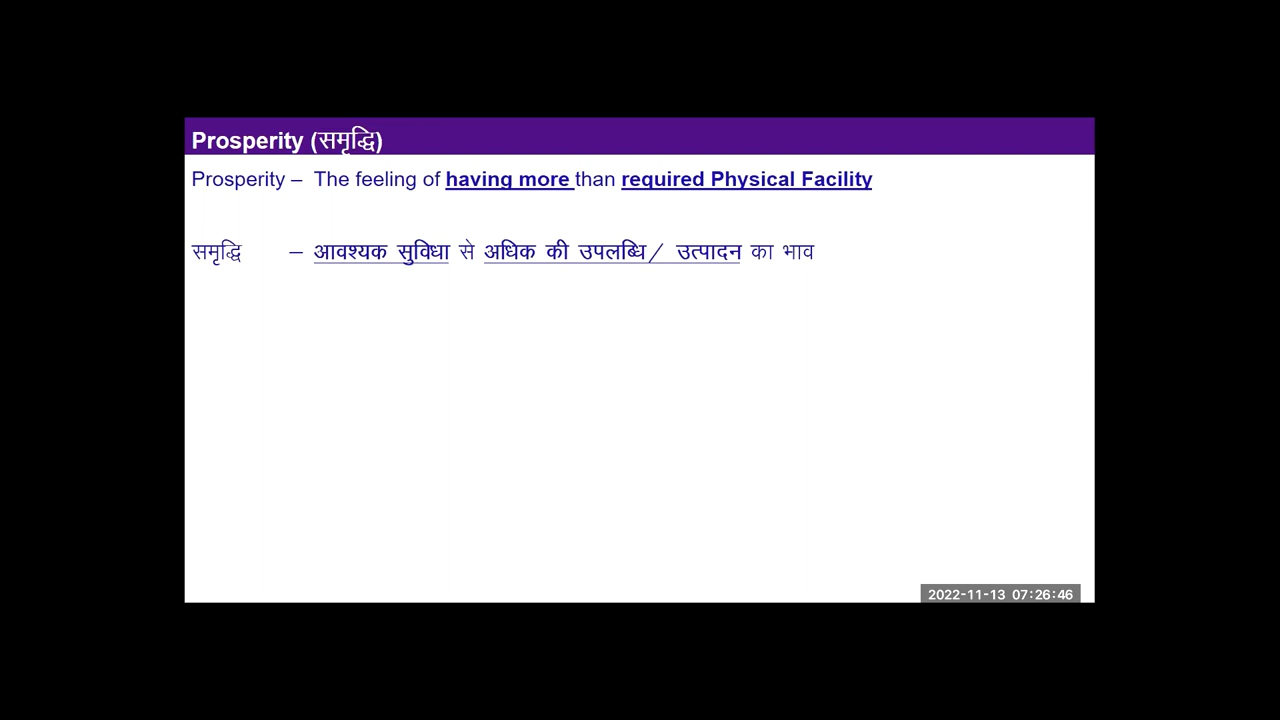 Prosperity (समृद्धि)
Prosperity – The feeling of having more than required Physical Facility
समृद्धि – आवश्यक सुविधा से अधिक की उपलब्धि/ उत्पादन का भाव
2022-11-13 07:26:46